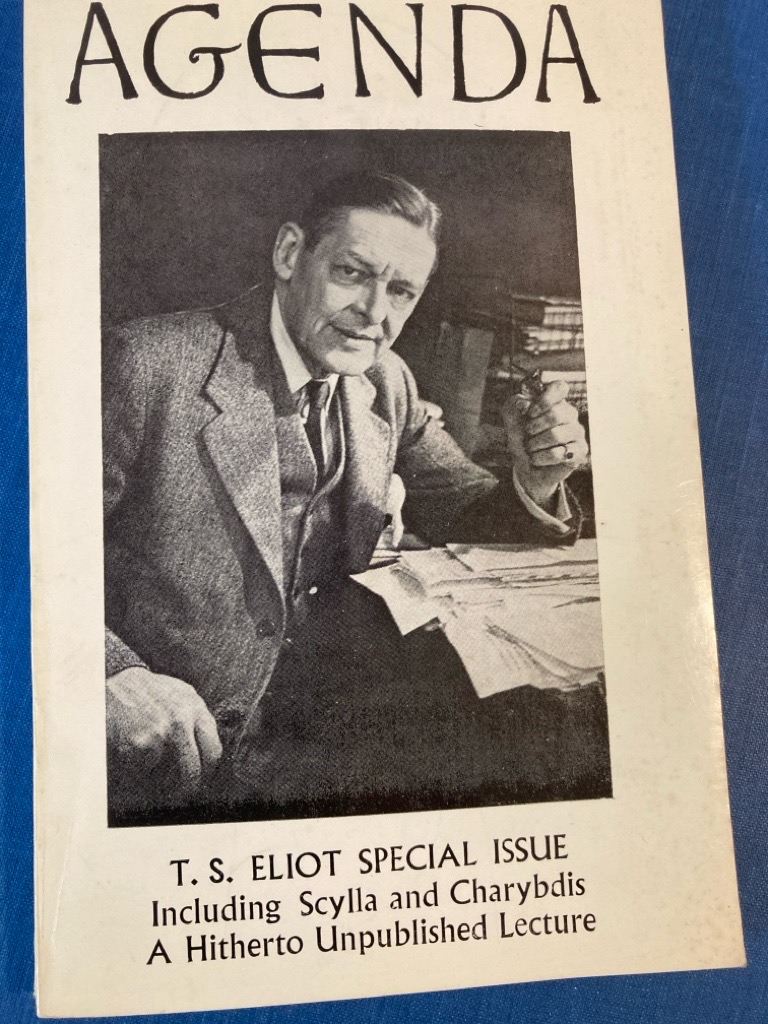 AGENDA
T. S. ELIOT SPECIAL ISSUE
Including Scylla and Charybdis
A Hitherto Unpublished Lecture